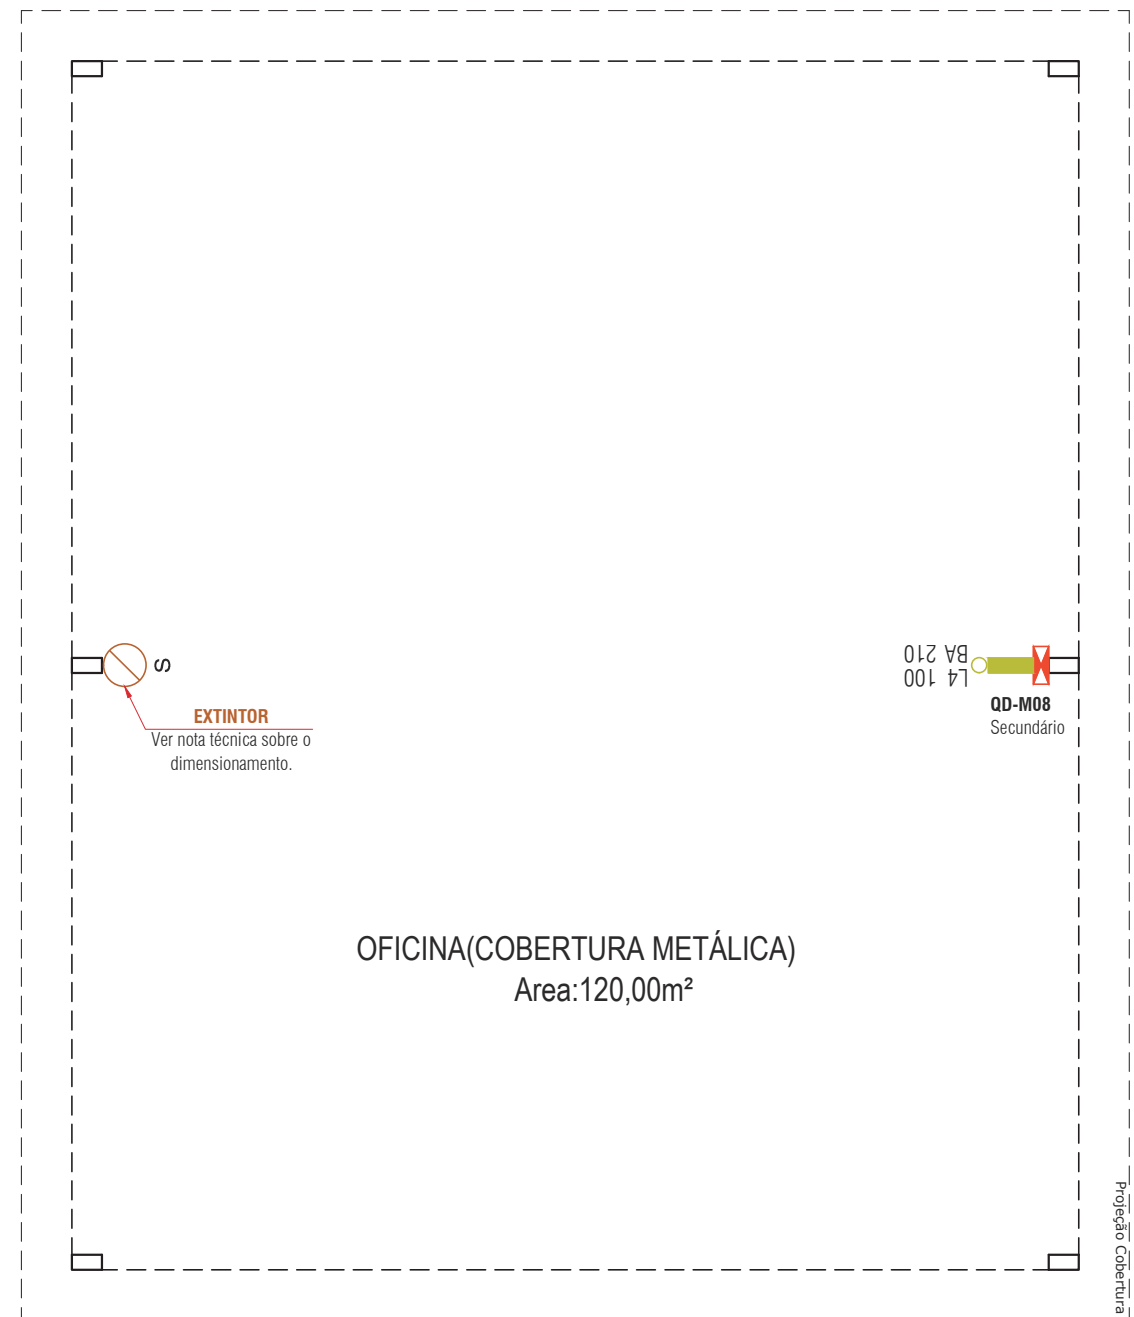 S
EXTINTOR
Ver nota técnica sobre o
dimensionamento.
L4 100
BA 210
QD-M08
Secundário
OFICINA(COBERTURA METÁLICA)
Area:120,00m²
Projeção Cobertura